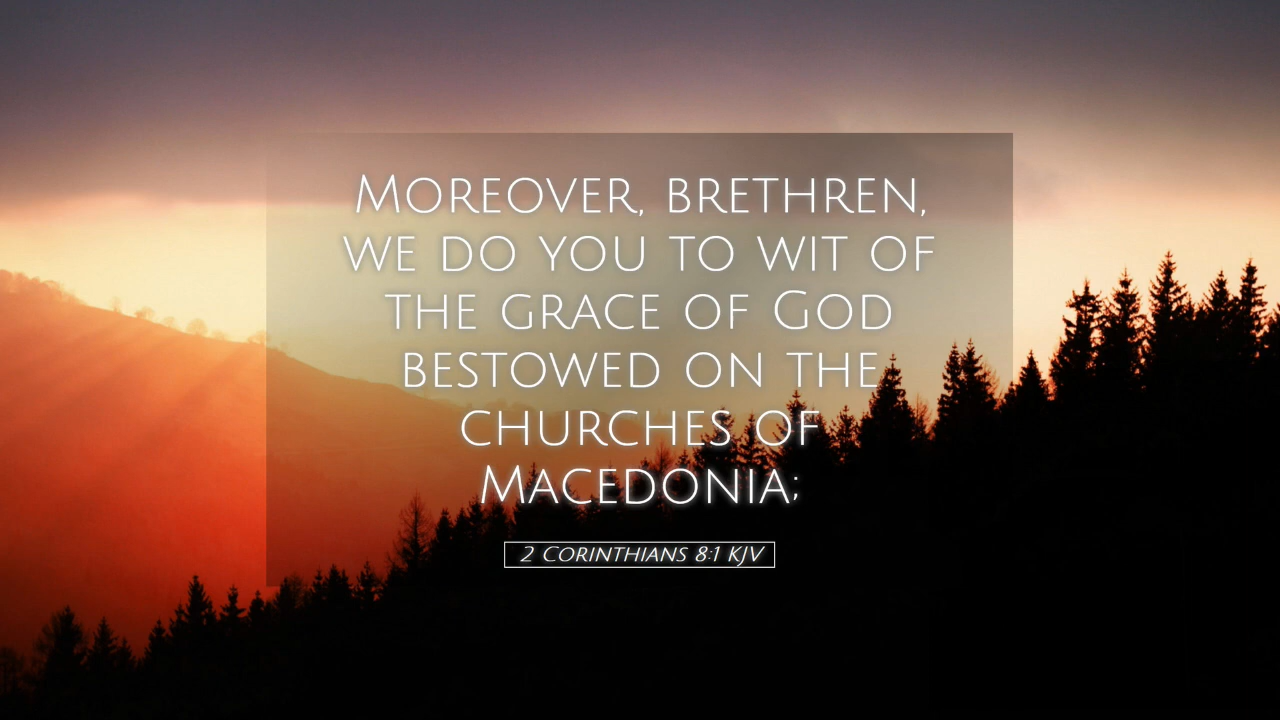 Moreover, brethren,
we do you to wit of
the grace of God
bestowed on the
churches of
Macedonia;
2 Corinthians 8:1 KJV